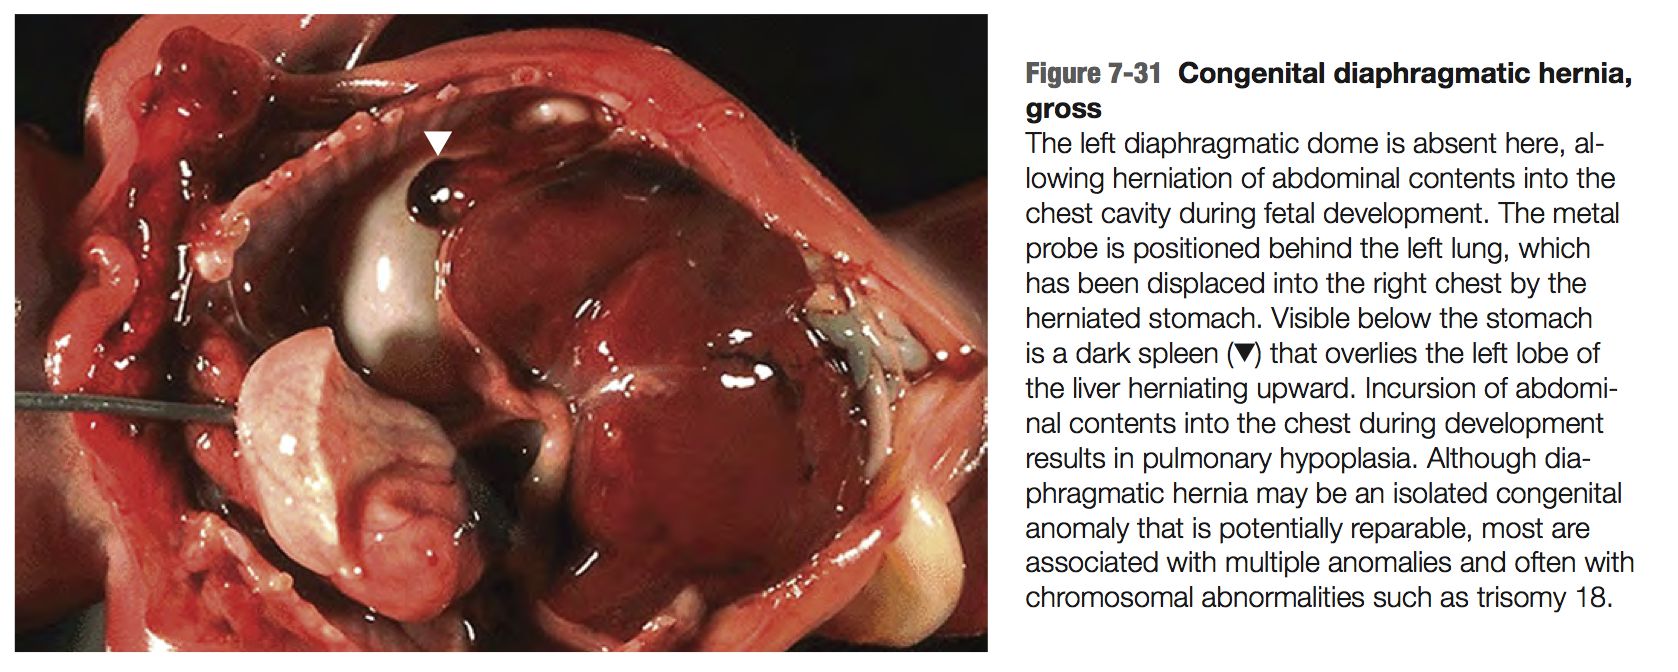 Figure 7-31 Congenital diaphragmatic hernia,
gross
The left diaphragmatic dome is absent here, al-
lowing herniation of abdominal contents into the
chest cavity during fetal development. The metal
probe is positioned behind the left lung, which
has been displaced into the right chest by the
herniated stomach. Visible below the stomach
is a dark spleen (▼) that overlies the left lobe of
the liver herniating upward. Incursion of abdomi-
nal contents into the chest during development
results in pulmonary hypoplasia. Although dia-
phragmatic hernia may be an isolated congenital
anomaly that is potentially reparable, most are
associated with multiple anomalies and often with
chromosomal abnormalities such as trisomy 18.